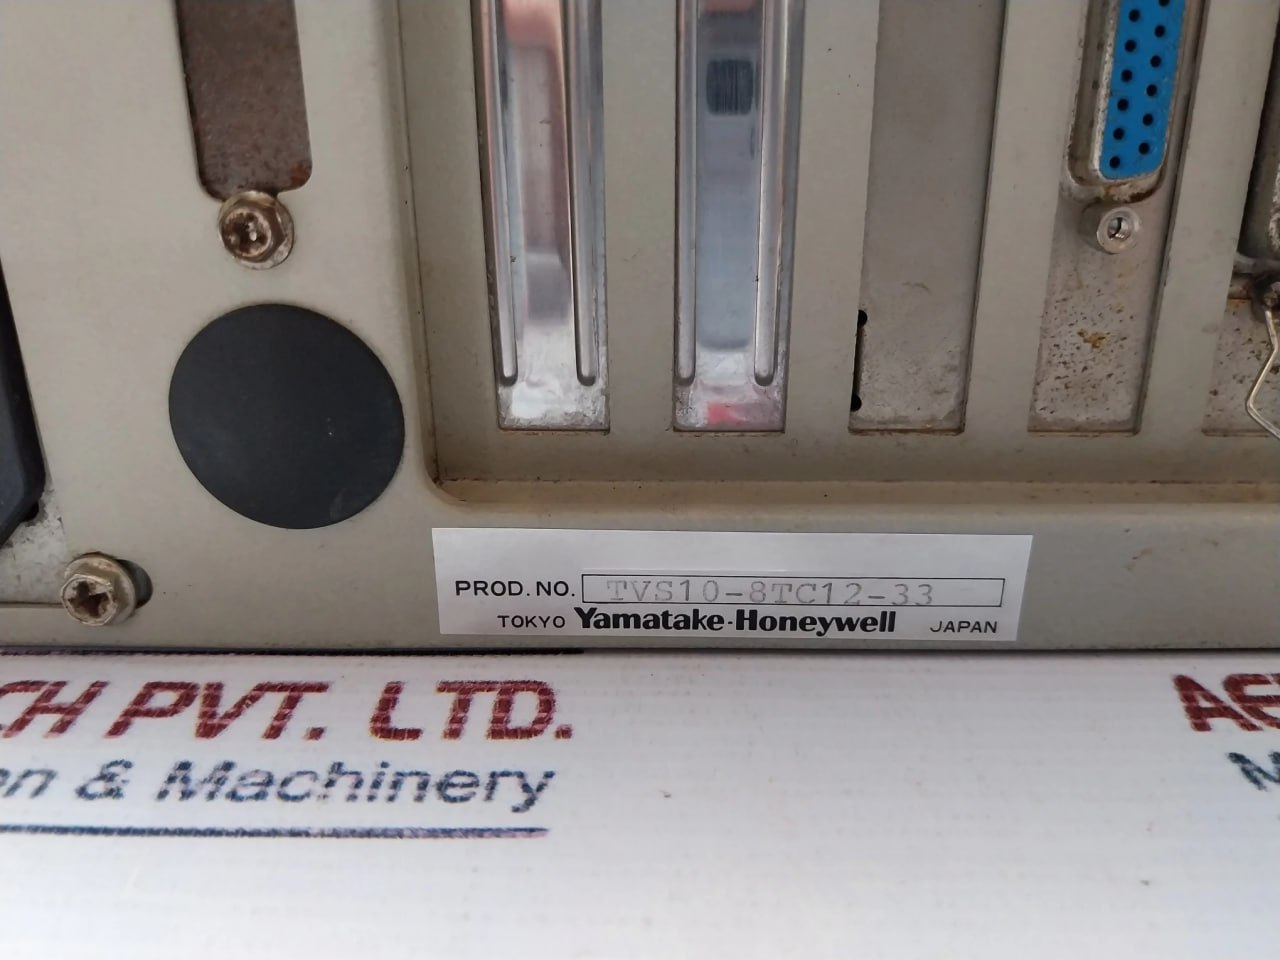 PROD. NO. TVS10-8TC12-33
TOKYO Yamatake-Honeywell JAPAN
CH PVT. LTD.
& Machinery